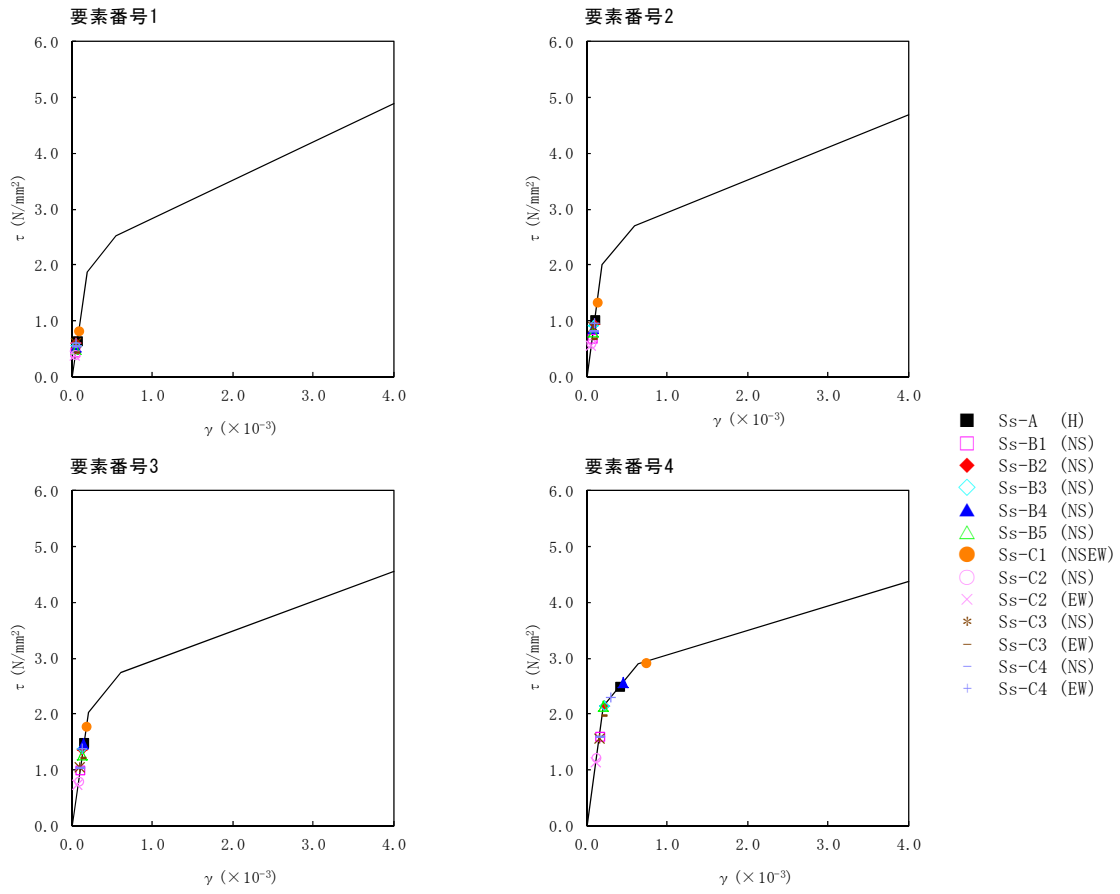 要素番号1
6.0
5.0
4.0
3.0
2.0
1.0
0.0
τ (N/mm²)
0.0 1.0 2.0 3.0 4.0
γ (×10⁻³)
要素番号2
6.0
5.0
4.0
3.0
2.0
1.0
0.0
τ (N/mm²)
0.0 1.0 2.0 3.0 4.0
γ (×10⁻³)
要素番号3
6.0
5.0
4.0
3.0
2.0
1.0
0.0
τ (N/mm²)
0.0 1.0 2.0 3.0 4.0
γ (×10⁻³)
要素番号4
6.0
5.0
4.0
3.0
2.0
1.0
0.0
τ (N/mm²)
0.0 1.0 2.0 3.0 4.0
γ (×10⁻³)
Ss-A (H)
Ss-B1 (NS)
Ss-B2 (NS)
Ss-B3 (NS)
Ss-B4 (NS)
Ss-B5 (NS)
Ss-C1 (NSEW)
Ss-C2 (NS)
Ss-C2 (EW)
Ss-C3 (NS)
Ss-C3 (EW)
Ss-C4 (NS)
Ss-C4 (EW)